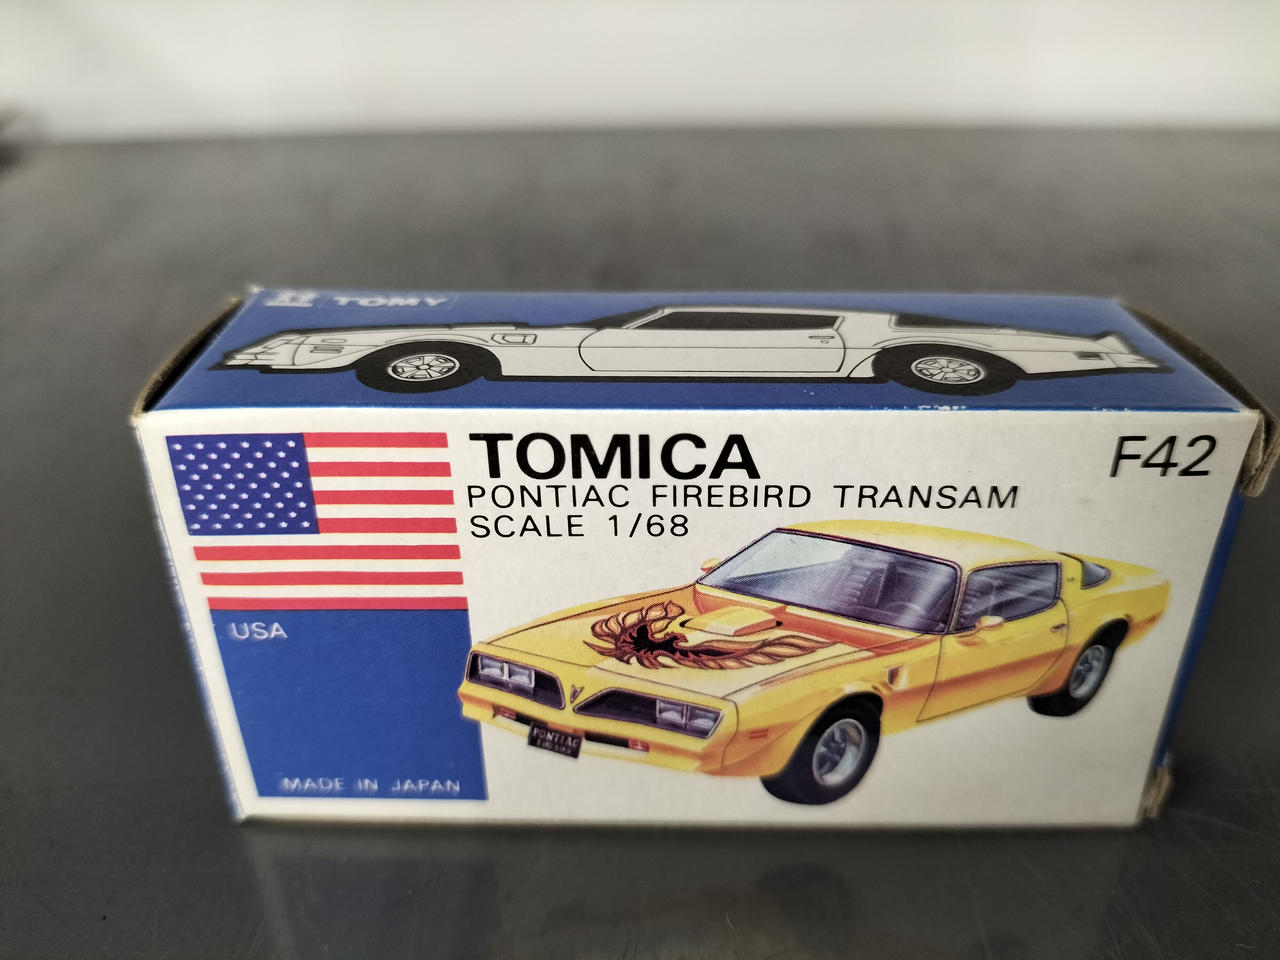 TOMY
TOMICA
F42
PONTIAC FIREBIRD TRANSAM
SCALE 1/68
USA
PONTIAC
MADE IN JAPAN